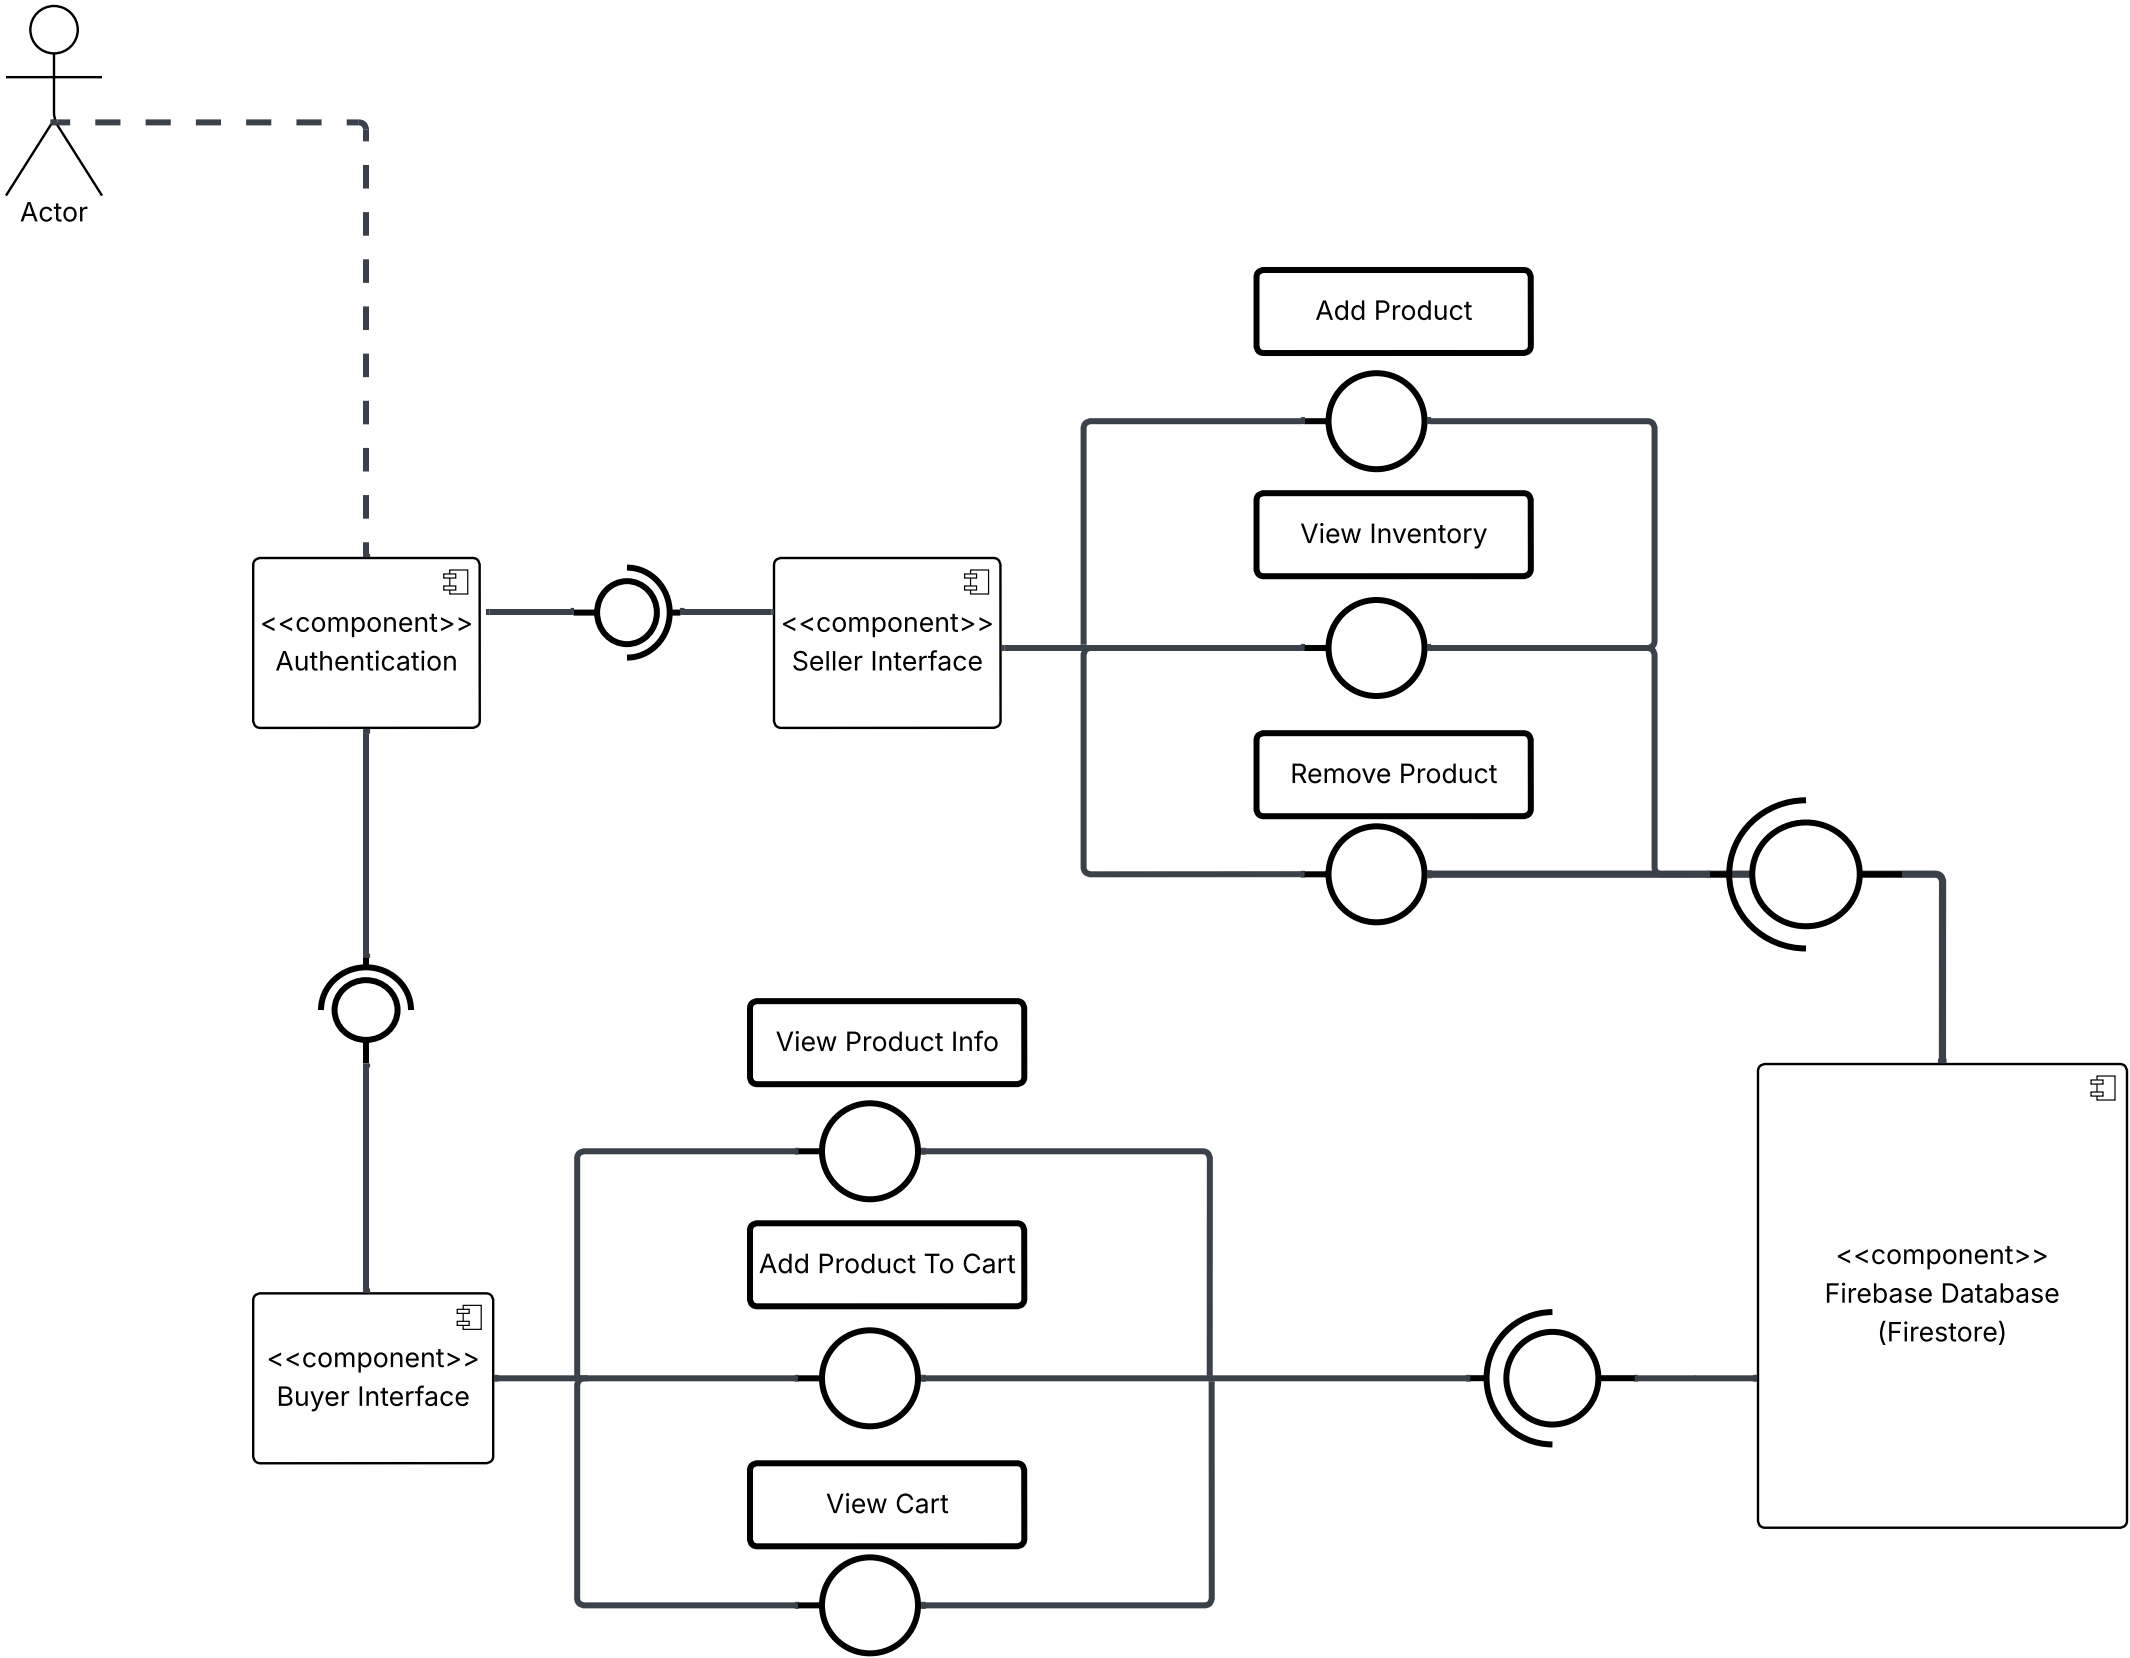 Actor
Add Product
View Inventory
<<component>>
Authentication
<<component>>
Seller Interface
Remove Product
View Product Info
Add Product To Cart
<<component>>
Firebase Database
(Firestore)
<<component>>
Buyer Interface
View Cart